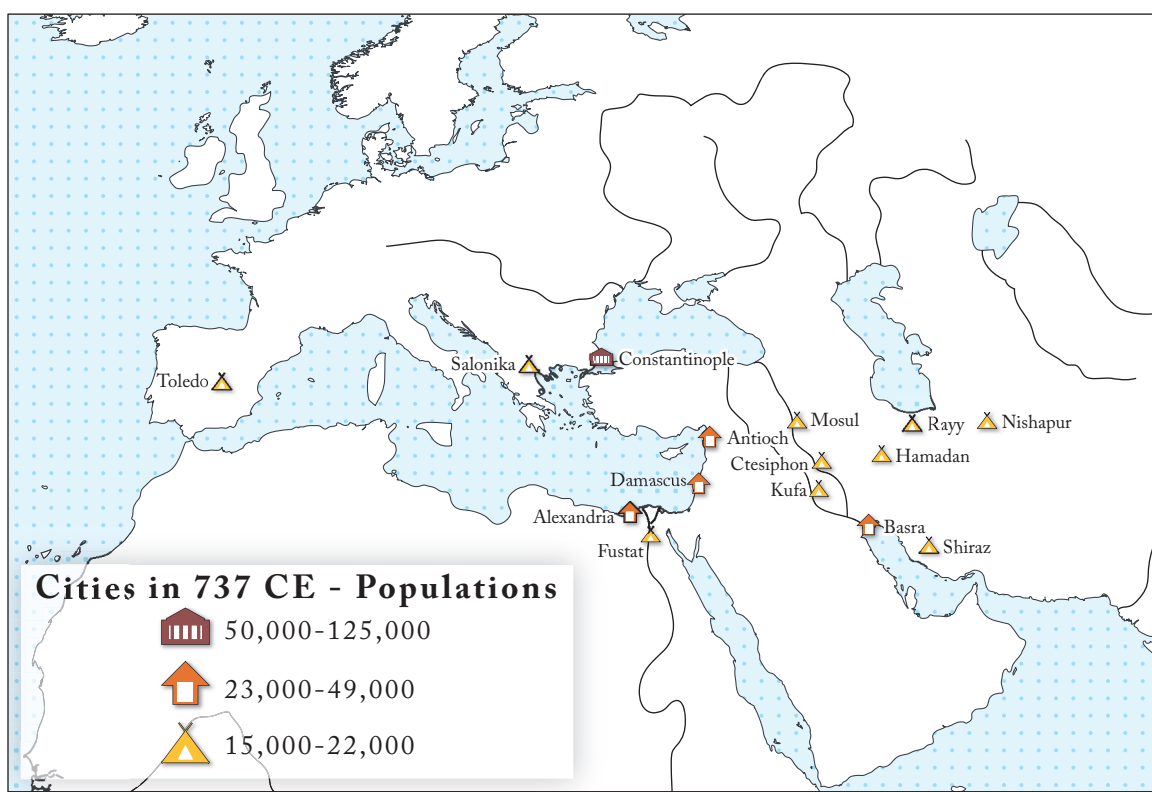 Salonika
Constantinople
Toledo
Mosul
Rayy
Nishapur
Antioch
Hamadan
Ctesiphon
Damascus
Kufa
Alexandria
Basra
Fustat
Shiraz
Cities in 737 CE - Populations
50,000-125,000
23,000-49,000
15,000-22,000